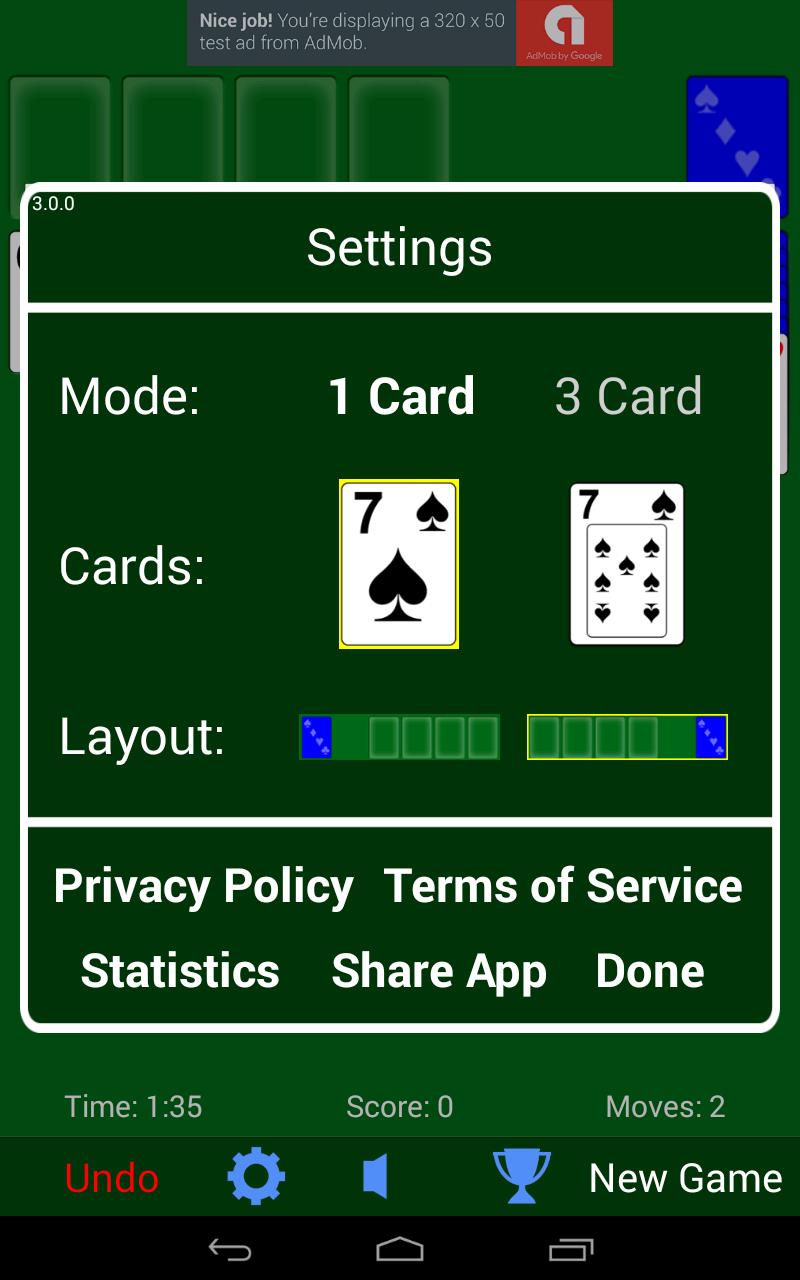 Nice job! You're displaying a 320 x 50
test ad from AdMob.
AdMob by Google
3.0.0
Settings
Mode: 1 Card 3 Card
Cards: 7 7
Layout:
Privacy Policy Terms of Service
Statistics Share App Done
Time: 1:35 Score: 0 Moves: 2
Undo New Game